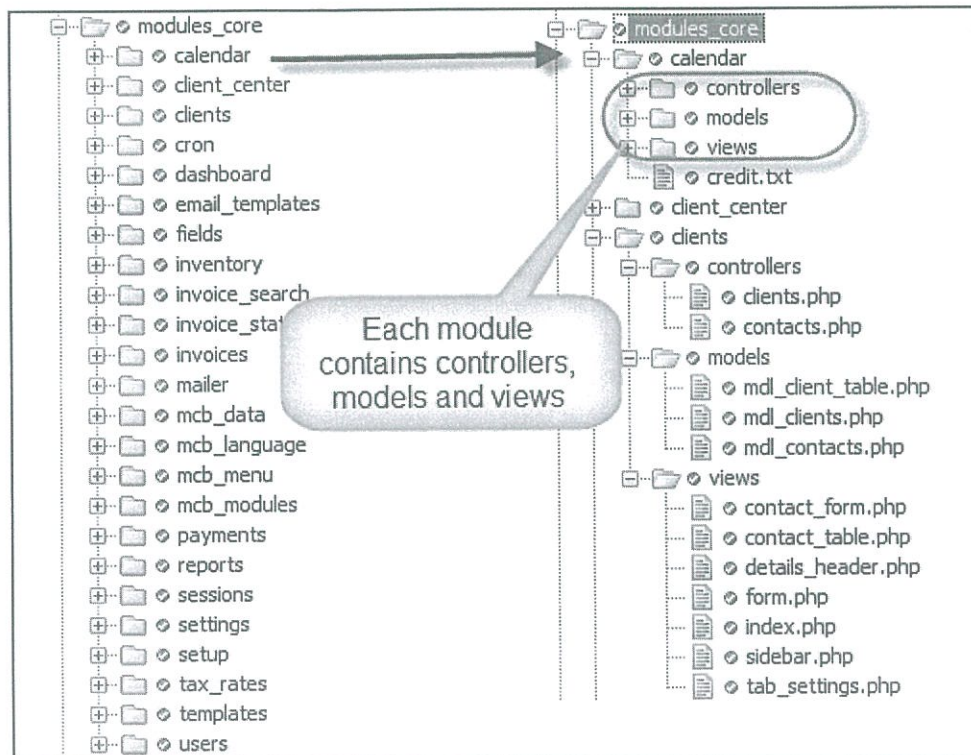 modules_core
calendar
client_center
clients
cron
dashboard
email_templates
fields
inventory
invoice_search
invoices
mailer
mcb_data
mcb_language
mcb_menu
mcb_modules
payments
reports
sessions
settings
setup
tax_rates
templates
users
modules_core
calendar
controllers
models
views
credit.txt
client_center
clients
controllers
clients.php
contacts.php
models
mdl_client_table.php
mdl_clients.php
mdl_contacts.php
views
contact_form.php
contact_table.php
details_header.php
form.php
index.php
sidebar.php
tab_settings.php
Each module
contains controllers,
models and views